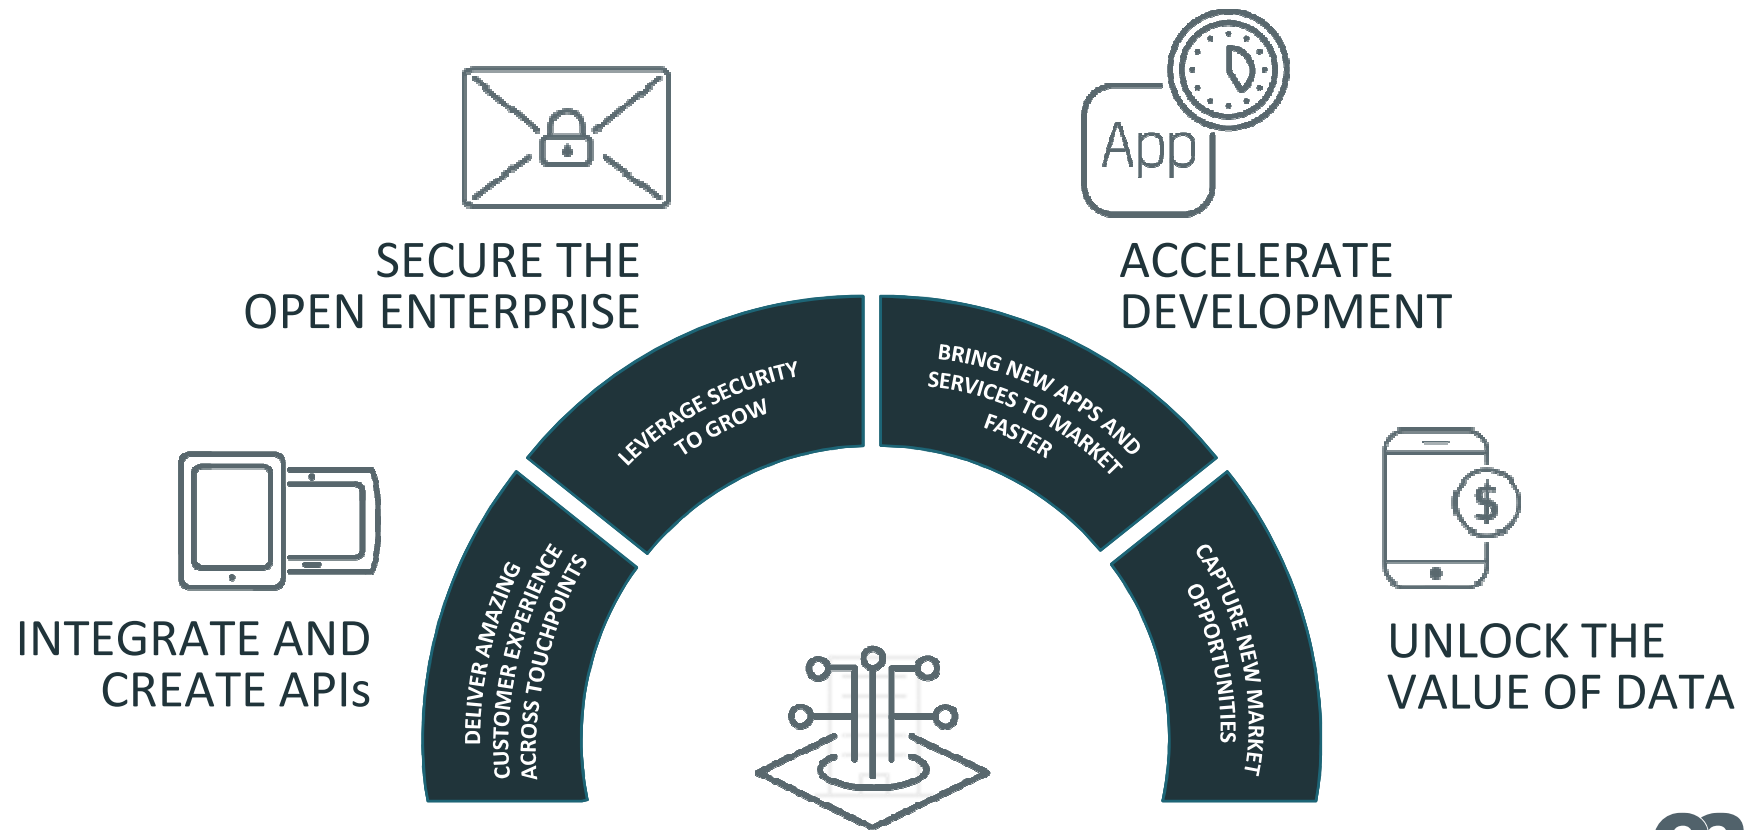 App
SECURE THE
OPEN ENTERPRISE
ACCELERATE
DEVELOPMENT
LEVERAGE SECURITY
TO GROW
BRING NEW APPS AND
SERVICES TO MARKET
FASTER
$
INTEGRATE AND
CREATE APIs
DELIVER AMAZING
CUSTOMER EXPERIENCE
ACROSS TOUCHPOINTS
CAPTURE NEW MARKET
OPPORTUNITIES
UNLOCK THE
VALUE OF DATA